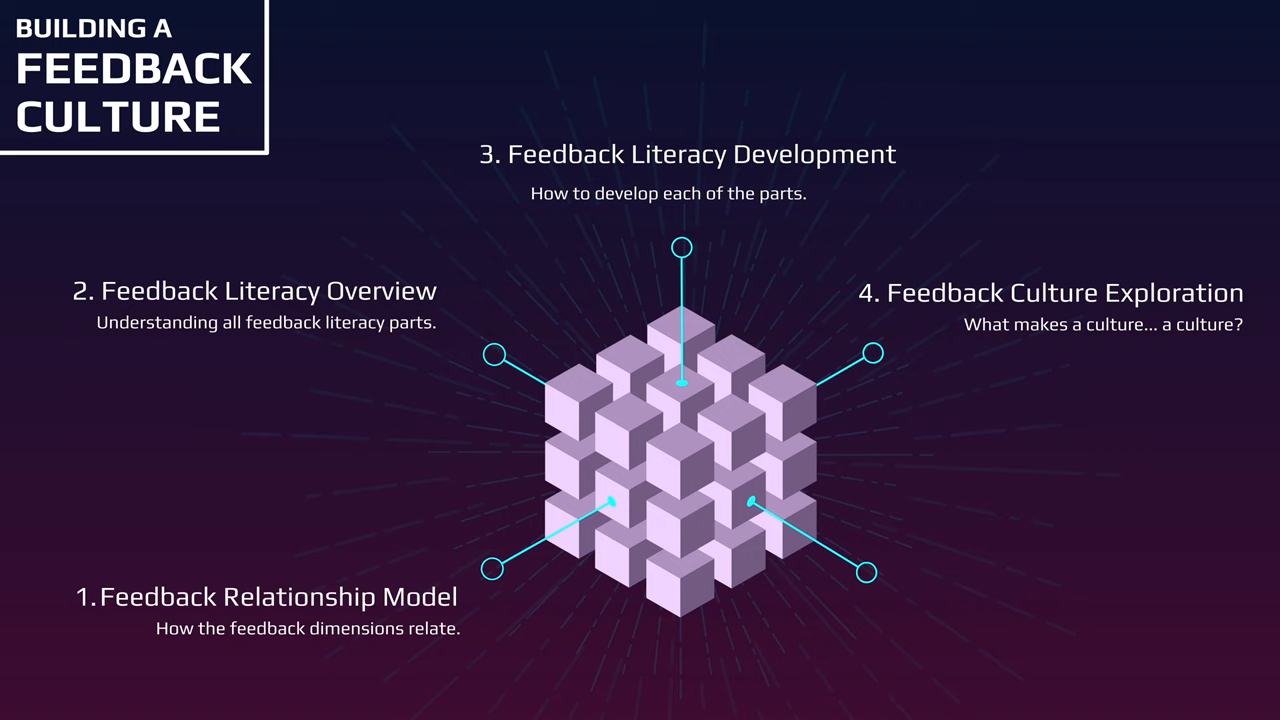 BUILDING A
FEEDBACK
CULTURE
3. Feedback Literacy Development
How to develop each of the parts.
2. Feedback Literacy Overview
Understanding all feedback literacy parts.
4. Feedback Culture Exploration
What makes a culture... a culture?
1. Feedback Relationship Model
How the feedback dimensions relate.